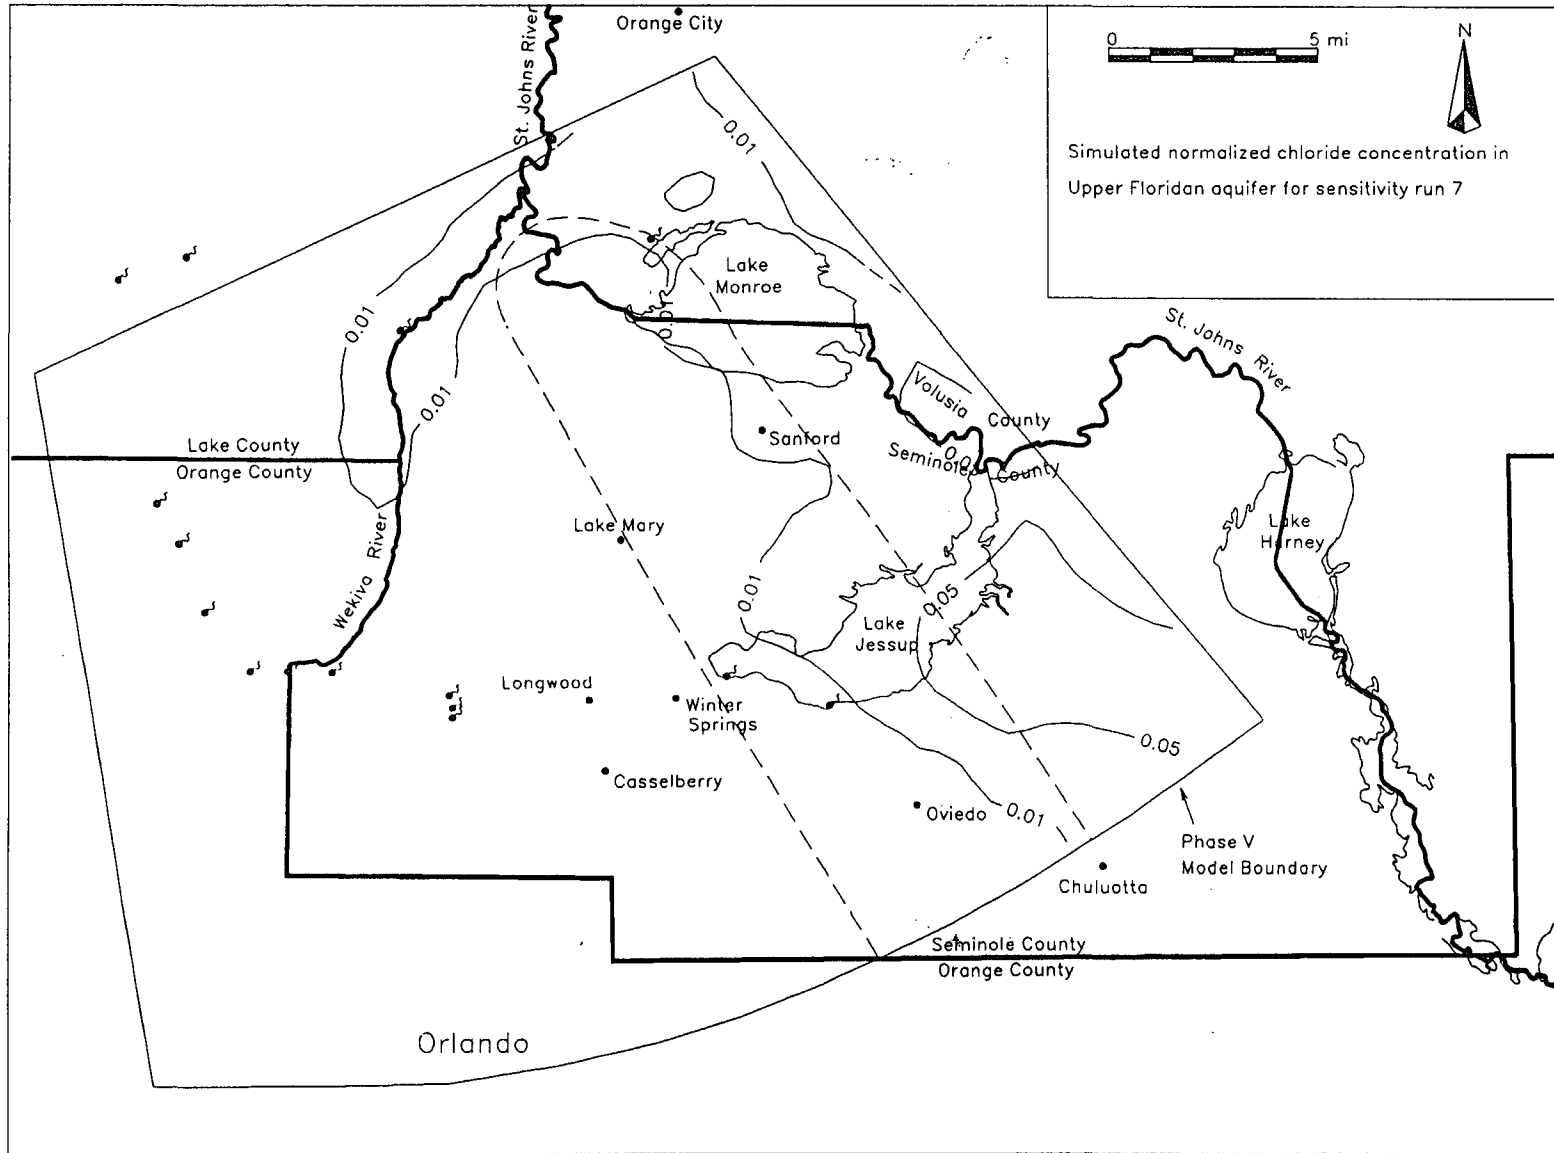 Orange City
St. Johns River
0 5 mi
N
Simulated normalized chloride concentration in
Upper Floridan aquifer for sensitivity run 7
0.01
0.01
0.01
Lake
Monroe
St. Johns River
Volusia County
Seminole County
Lake County
Orange County
Sanford
Lake
Harney
Wekiva River
Lake Mary
0.01
0.05
Lake
Jessup
Longwood
Winter
Springs
0.05
Casselberry
Oviedo
0.01
Phase V
Model Boundary
Chuluotta
Seminole County
Orange County
Orlando